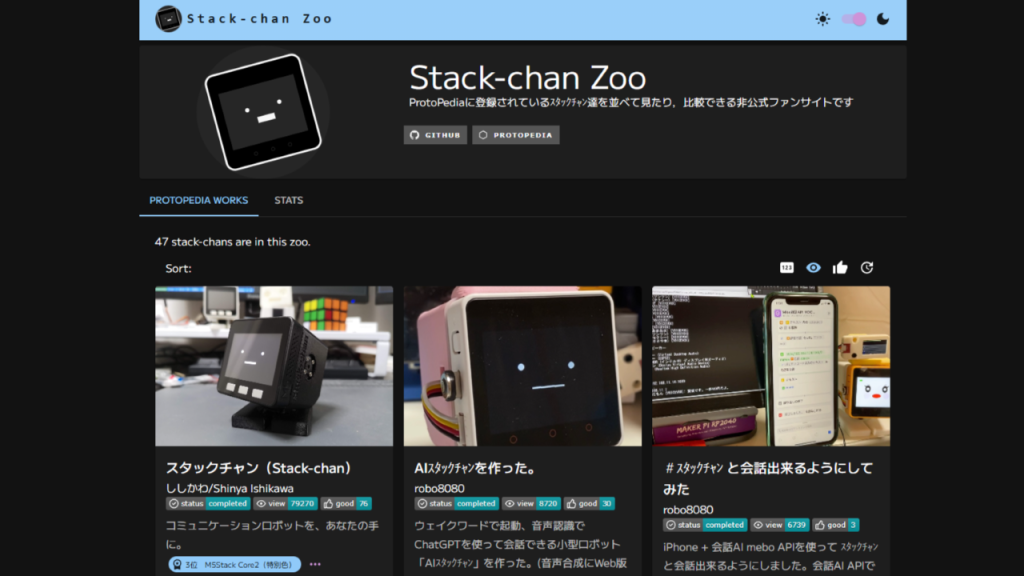 Stack-chan Zoo
Stack-chan Zoo
ProtoPediaに登録されているｽﾀｯｸﾁｬﾝ達を並べて見たり，比較できる非公式ファンサイトです
GITHUB
PROTOPEDIA
PROTOPEDIA WORKS
STATS
47 stack-chans are in this zoo.
Sort:
123
MAKER PI RP2040
スタックチャン（Stack-chan）
ししかわ/Shinya Ishikawa
status completed view 79270 good 76
コミュニケーションロボットを、あなたの手
に。
3位 M5Stack Core2（特別色）
AIｽﾀｯｸﾁｬﾝを作った。
robo8080
status completed view 8720 good 30
ウェイクワードで起動、音声認識で
ChatGPTを使って会話できる小型ロボット
「AIｽﾀｯｸﾁｬﾝ」を作った。(音声合成にWeb版
# ｽﾀｯｸﾁｬﾝ と会話出来るようにして
みた
robo8080
status completed view 6739 good 3
iPhone + 会話AI mebo APIを使って ｽﾀｯｸﾁｬﾝ
と会話出来るようにしました。会話AI APIで